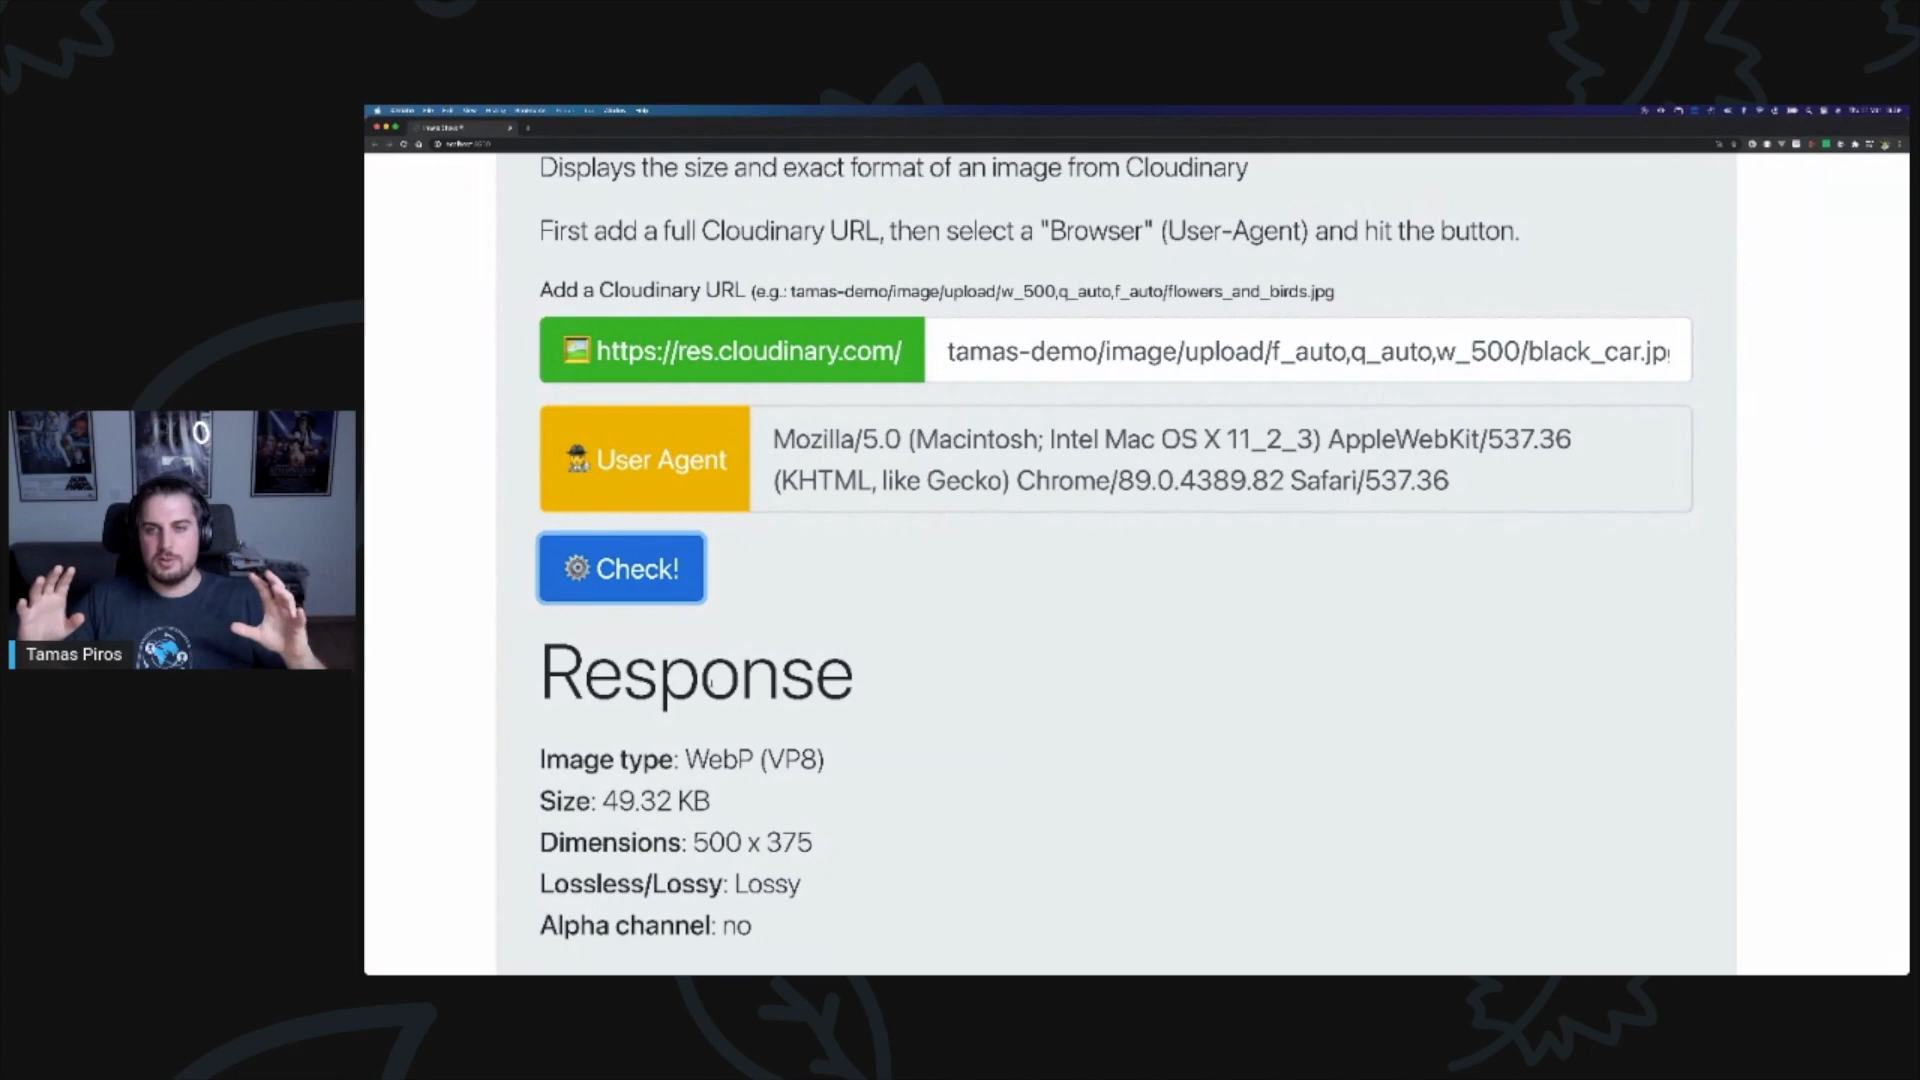 Displays the size and exact format of an image from Cloudinary
First add a full Cloudinary URL, then select a "Browser" (User-Agent) and hit the button.
Add a Cloudinary URL (e.g.: tamas-demo/image/upload/w_500,q_auto,f_auto/flowers_and_birds.jpg
https://res.cloudinary.com/ tamas-demo/image/upload/f_auto,q_auto,w_500/black_car.jp
User Agent
Mozilla/5.0 (Macintosh; Intel Mac OS X 11_2_3) AppleWebKit/537.36
(KHTML, like Gecko) Chrome/89.0.4389.82 Safari/537.36
Check!
Response
Image type: WebP (VP8)
Size: 49.32 KB
Dimensions: 500 x 375
Lossless/Lossy: Lossy
Alpha channel: no
Tamas Piros